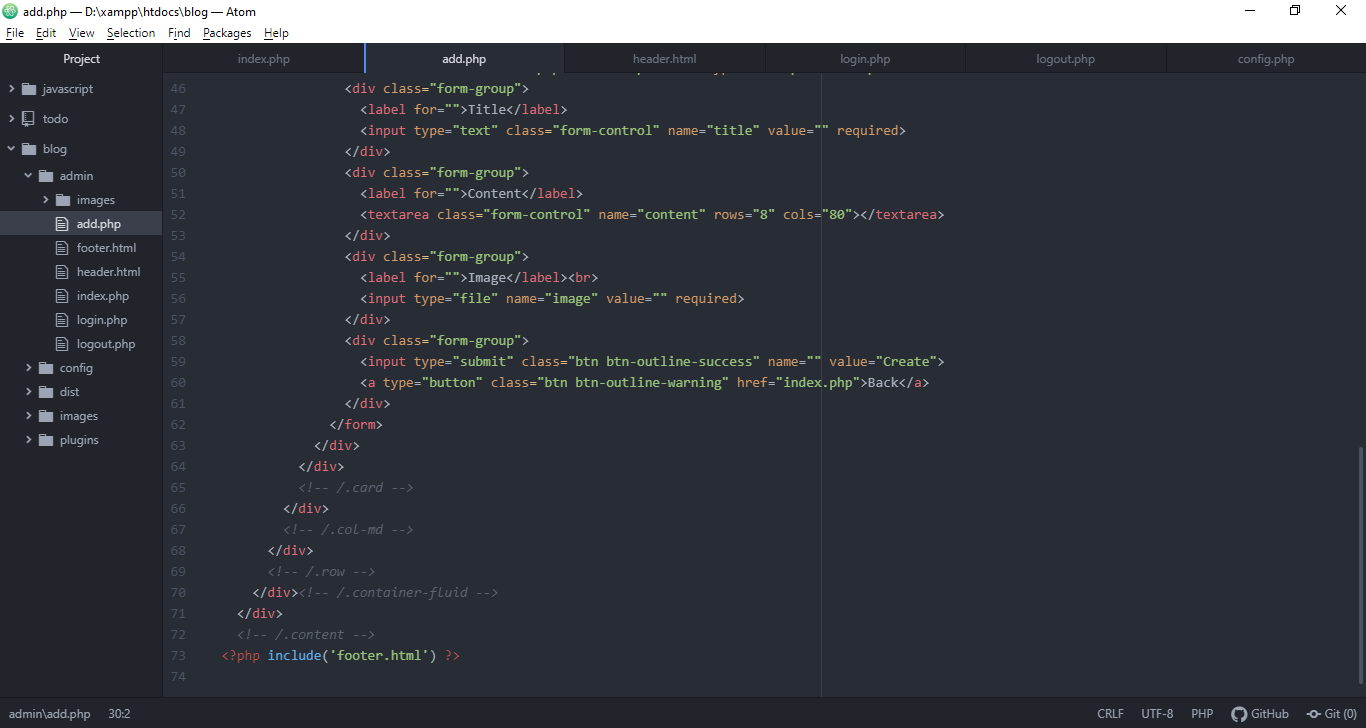 add.php — D:\xampp\htdocs\blog — Atom
File Edit View Selection Find Packages Help
Project
index.php add.php header.html login.php logout.php config.php
javascript
todo
blog
admin
images
add.php
footer.html
header.html
index.php
login.php
logout.php
config
dist
images
plugins
46 <div class="form-group">
47 <label for="">Title</label>
48 <input type="text" class="form-control" name="title" value="" required>
49 </div>
50 <div class="form-group">
51 <label for="">Content</label>
52 <textarea class="form-control" name="content" rows="8" cols="80"></textarea>
53 </div>
54 <div class="form-group">
55 <label for="">Image</label><br>
56 <input type="file" name="image" value="" required>
57 </div>
58 <div class="form-group">
59 <input type="submit" class="btn btn-outline-success" name="" value="Create">
60 <a type="button" class="btn btn-outline-warning" href="index.php">Back</a>
61 </div>
62 </form>
63 </div>
64 </div>
65 <!-- /.card -->
66 </div>
67 <!-- /.col-md -->
68 </div>
69 <!-- /.row -->
70 </div><!-- /.container-fluid -->
71 </div>
72 <!-- /.content -->
73 <?php include('footer.html') ?>
74
admin\add.php 30:2 CRLF UTF-8 PHP GitHub Git (0)